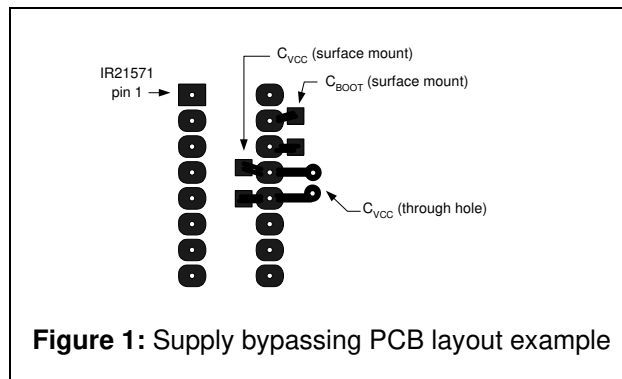 C_VCC (surface mount)
IR21571
pin 1
C_BOOT (surface mount)
C_VCC (through hole)
Figure 1: Supply bypassing PCB layout example